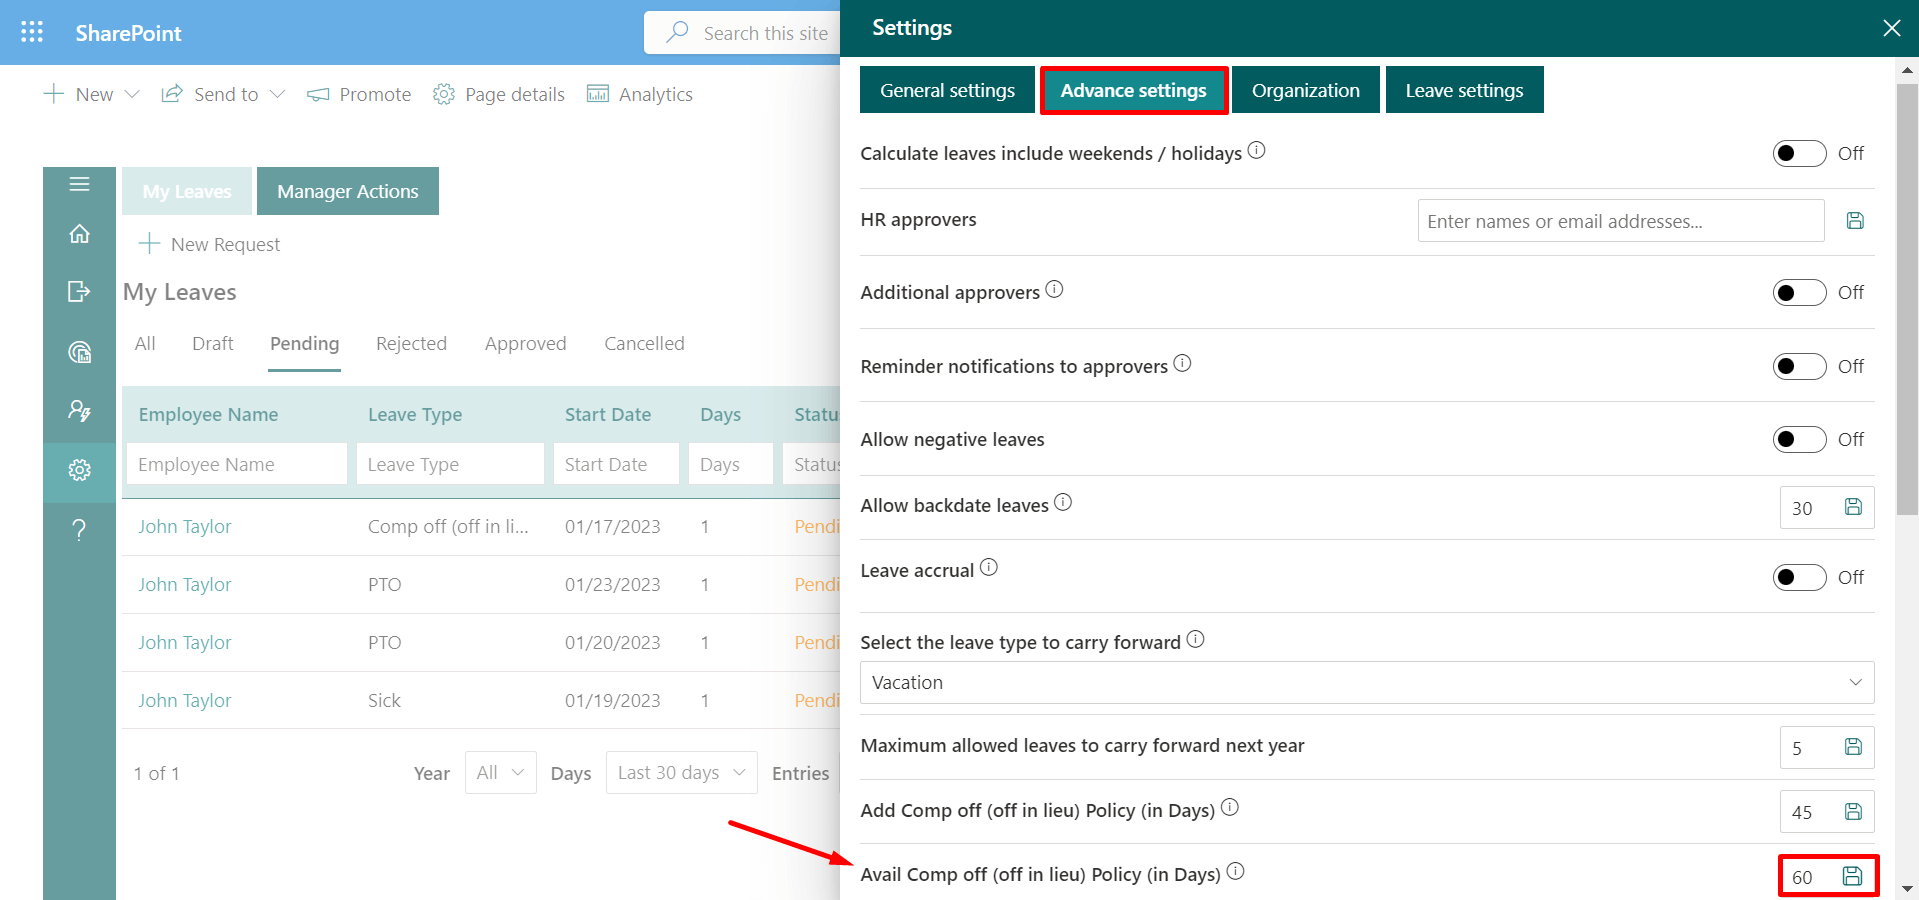 SharePoint
Search this site
New
Send to
Promote
Page details
Analytics
My Leaves
Manager Actions
New Request
My Leaves
All Draft Pending Rejected Approved Cancelled
Employee Name Leave Type Start Date Days Statu
Employee Name Leave Type Start Date Days Status
John Taylor Comp off (off in li... 01/17/2023 1 Pendi
John Taylor PTO 01/23/2023 1 Pendi
John Taylor PTO 01/20/2023 1 Pendi
John Taylor Sick 01/19/2023 1 Pendi
1 of 1 Year All Days Last 30 days Entries
Settings
General settings Advance settings Organization Leave settings
Calculate leaves include weekends / holidays Off
HR approvers Enter names or email addresses...
Additional approvers Off
Reminder notifications to approvers Off
Allow negative leaves Off
Allow backdate leaves 30
Leave accrual Off
Select the leave type to carry forward
Vacation
Maximum allowed leaves to carry forward next year 5
Add Comp off (off in lieu) Policy (in Days) 45
Avail Comp off (off in lieu) Policy (in Days) 60